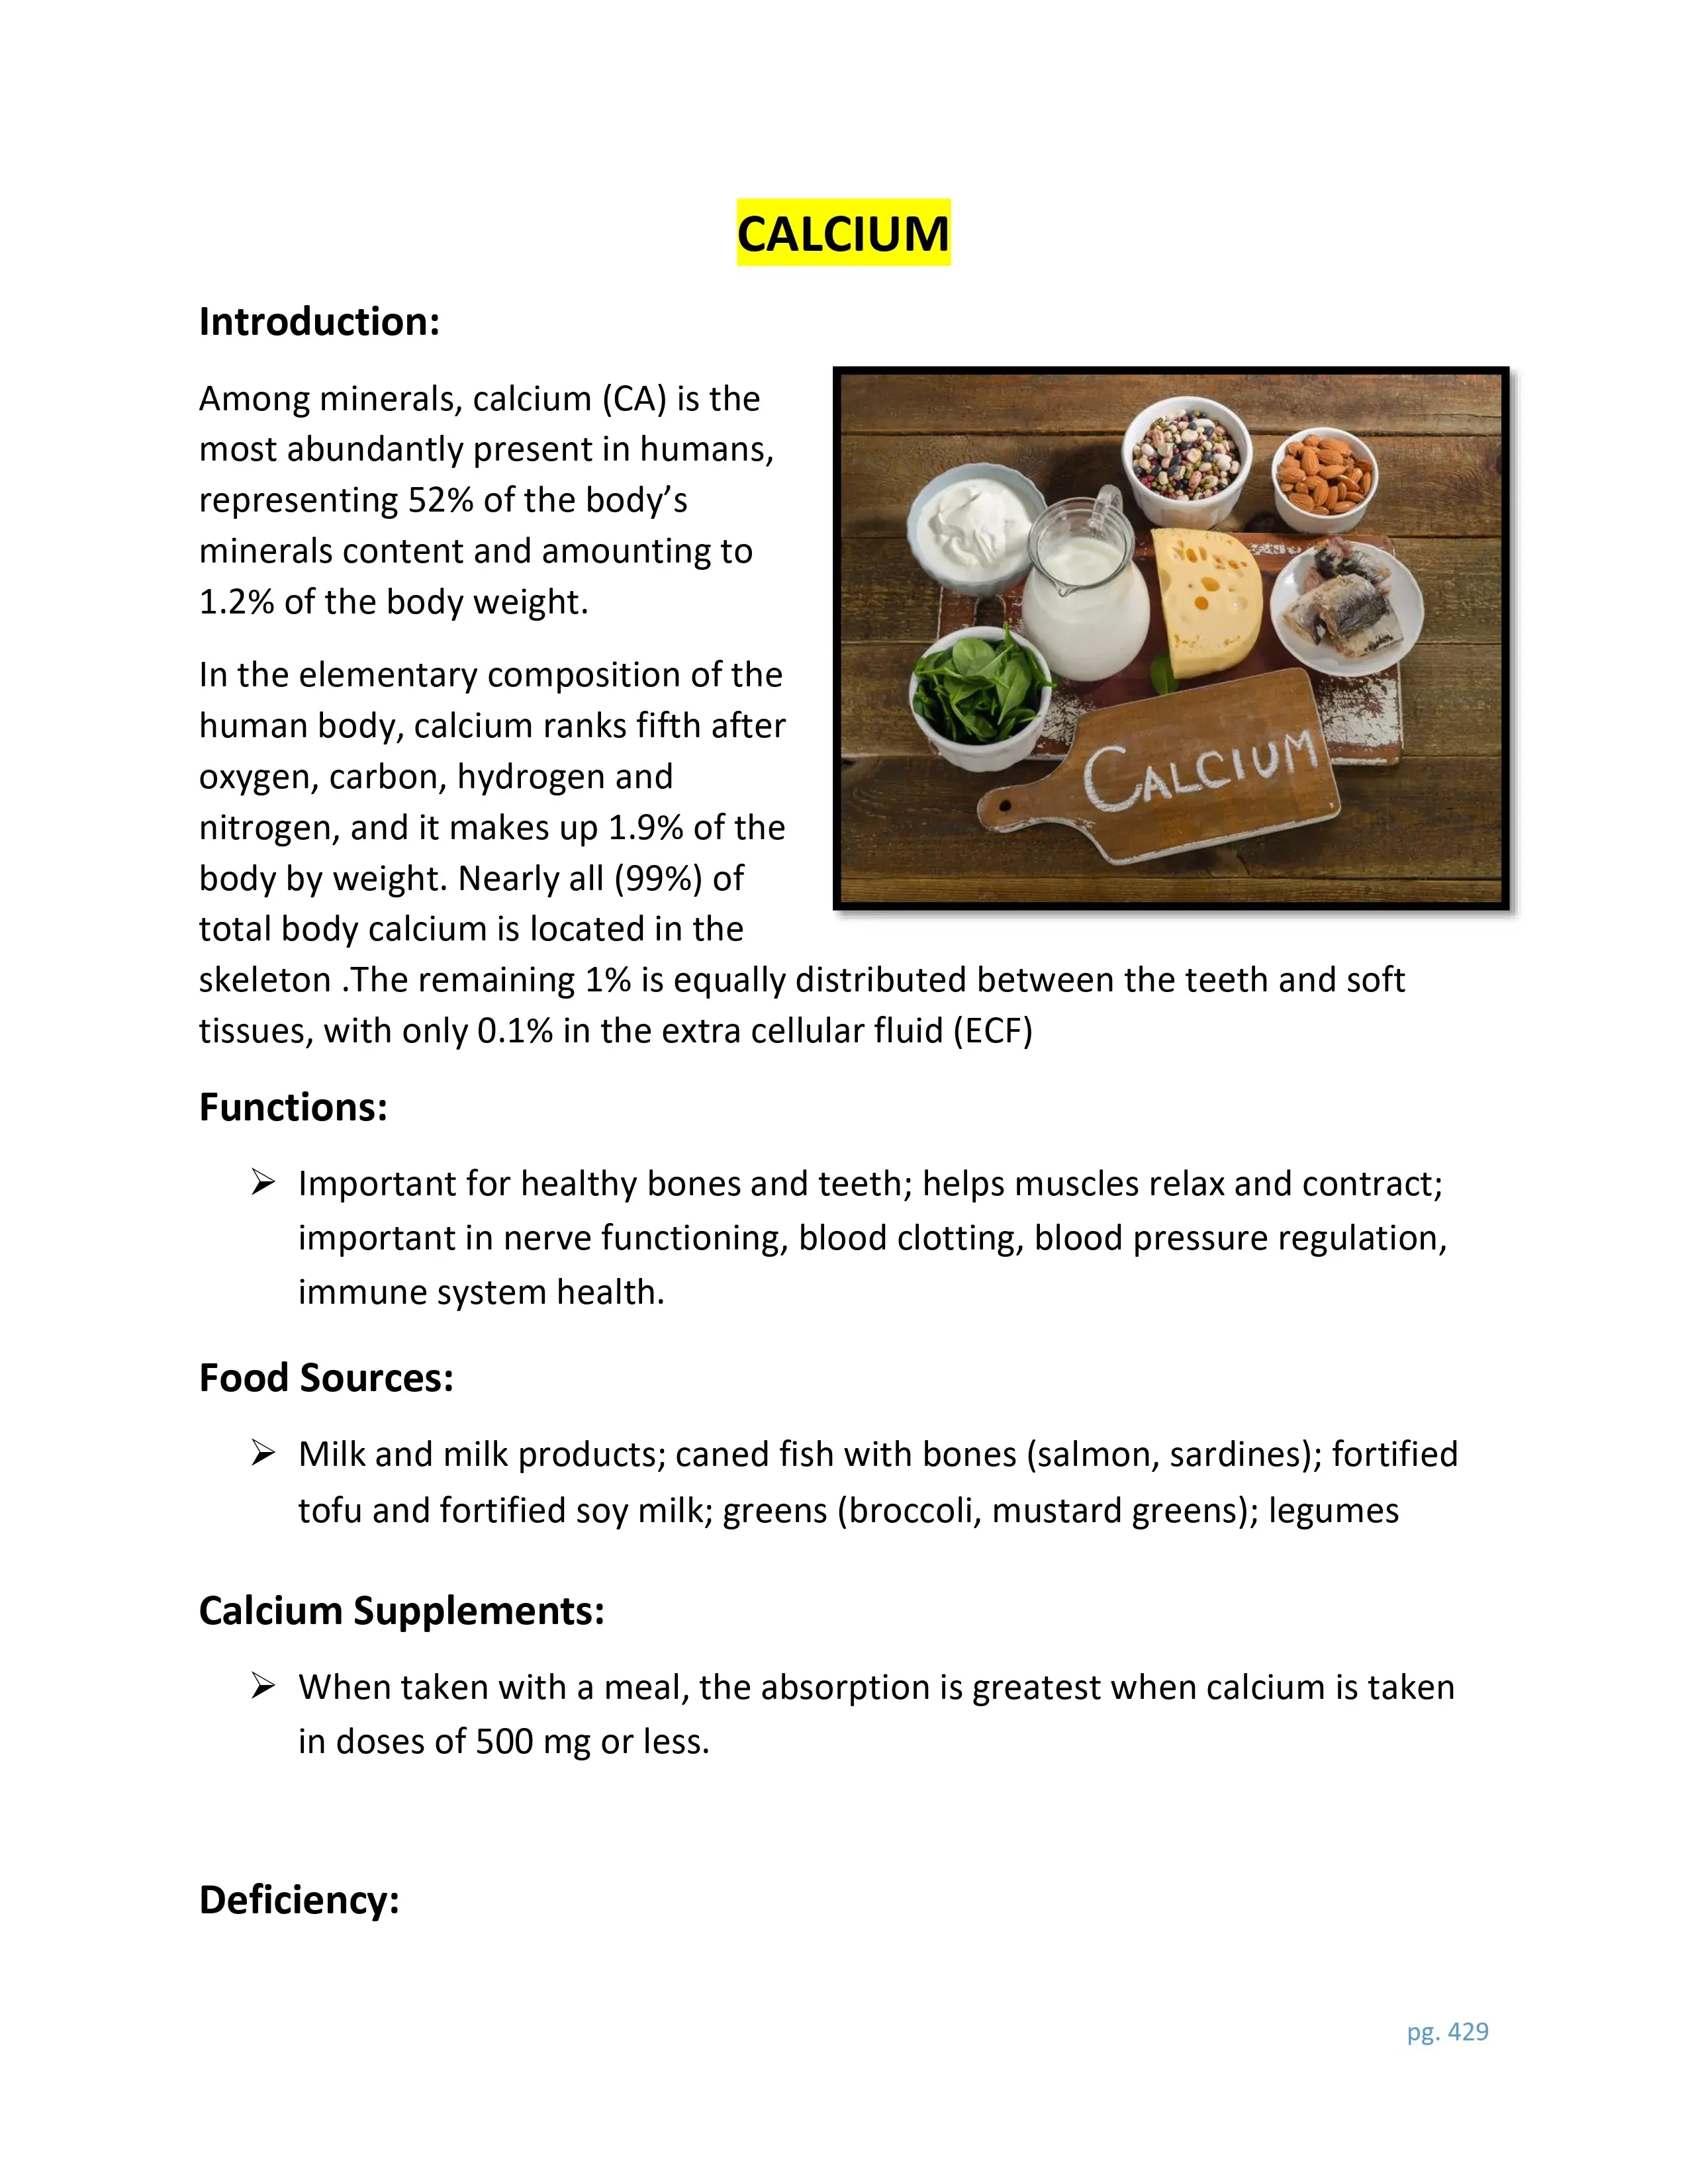 CALCIUM
Introduction:
Among minerals, calcium (CA) is the
most abundantly present in humans,
representing 52% of the body’s
minerals content and amounting to
1.2% of the body weight.
In the elementary composition of the
human body, calcium ranks fifth after
oxygen, carbon, hydrogen and
nitrogen, and it makes up 1.9% of the
body by weight. Nearly all (99%) of
total body calcium is located in the
skeleton .The remaining 1% is equally distributed between the teeth and soft
tissues, with only 0.1% in the extra cellular fluid (ECF)
CALCIUM
Functions:
➢ Important for healthy bones and teeth; helps muscles relax and contract;
important in nerve functioning, blood clotting, blood pressure regulation,
immune system health.
Food Sources:
➢ Milk and milk products; caned fish with bones (salmon, sardines); fortified
tofu and fortified soy milk; greens (broccoli, mustard greens); legumes
Calcium Supplements:
➢ When taken with a meal, the absorption is greatest when calcium is taken
in doses of 500 mg or less.
Deficiency:
pg. 429